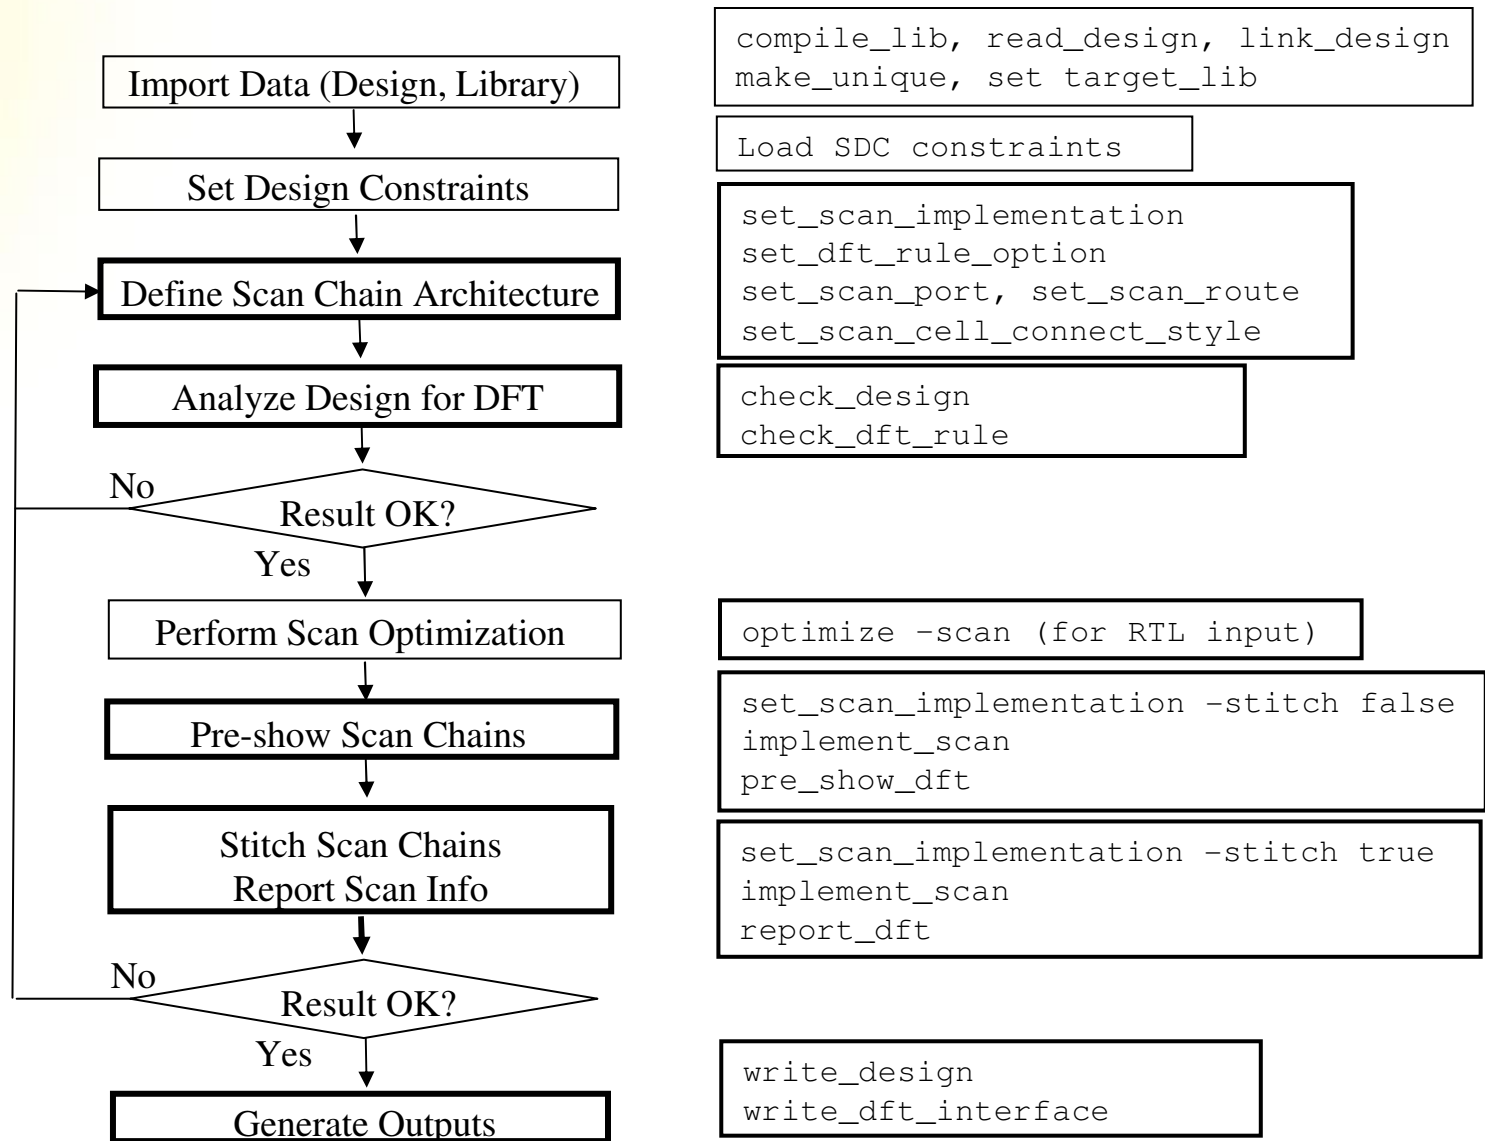 Import Data (Design, Library)
compile_lib, read_design, link_design
make_unique, set target_lib
Set Design Constraints
Load SDC constraints
Define Scan Chain Architecture
set_scan_implementation
set_dft_rule_option
set_scan_port, set_scan_route
set_scan_cell_connect_style
Analyze Design for DFT
check_design
check_dft_rule
No
Result OK?
Yes
Perform Scan Optimization
optimize –scan (for RTL input)
Pre-show Scan Chains
set_scan_implementation –stitch false
implement_scan
pre_show_dft
Stitch Scan Chains
Report Scan Info
set_scan_implementation –stitch true
implement_scan
report_dft
No
Result OK?
Yes
Generate Outputs
write_design
write_dft_interface